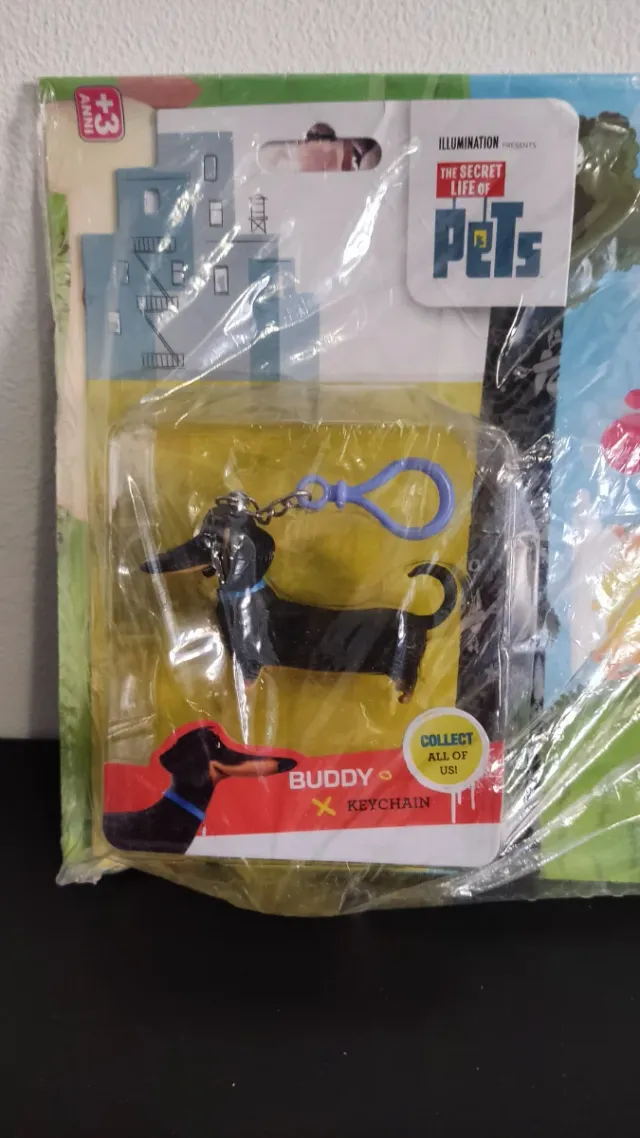 +3
ANNI
ILLUMINATION PRESENTS
THE SECRET
LIFE OF
PETS
COLLECT
ALL OF
US!
BUDDY
KEYCHAIN